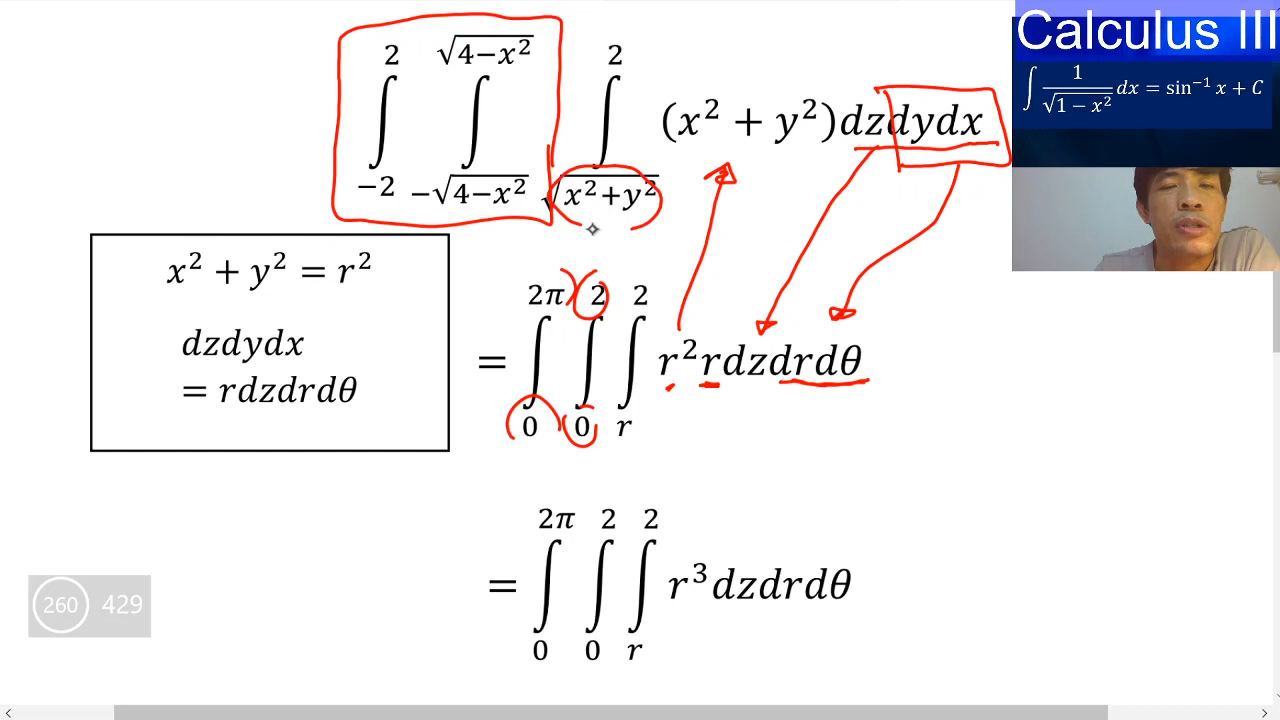 Calculus III
∫ 1/√(1 − x²) dx = sin⁻¹ x + C
∫_{-2}^{2} ∫_{-√(4−x²)}^{√(4−x²)} ∫_{√(x²+y²)}^{2} (x² + y²)dzdydx
x² + y² = r²
dzdydx
= rdzdrdθ
= ∫_{0}^{2π} ∫_{0}^{2} ∫_{r}^{2} r²rdzdrdθ
= ∫_{0}^{2π} ∫_{0}^{2} ∫_{r}^{2} r³dzdrdθ
260 429